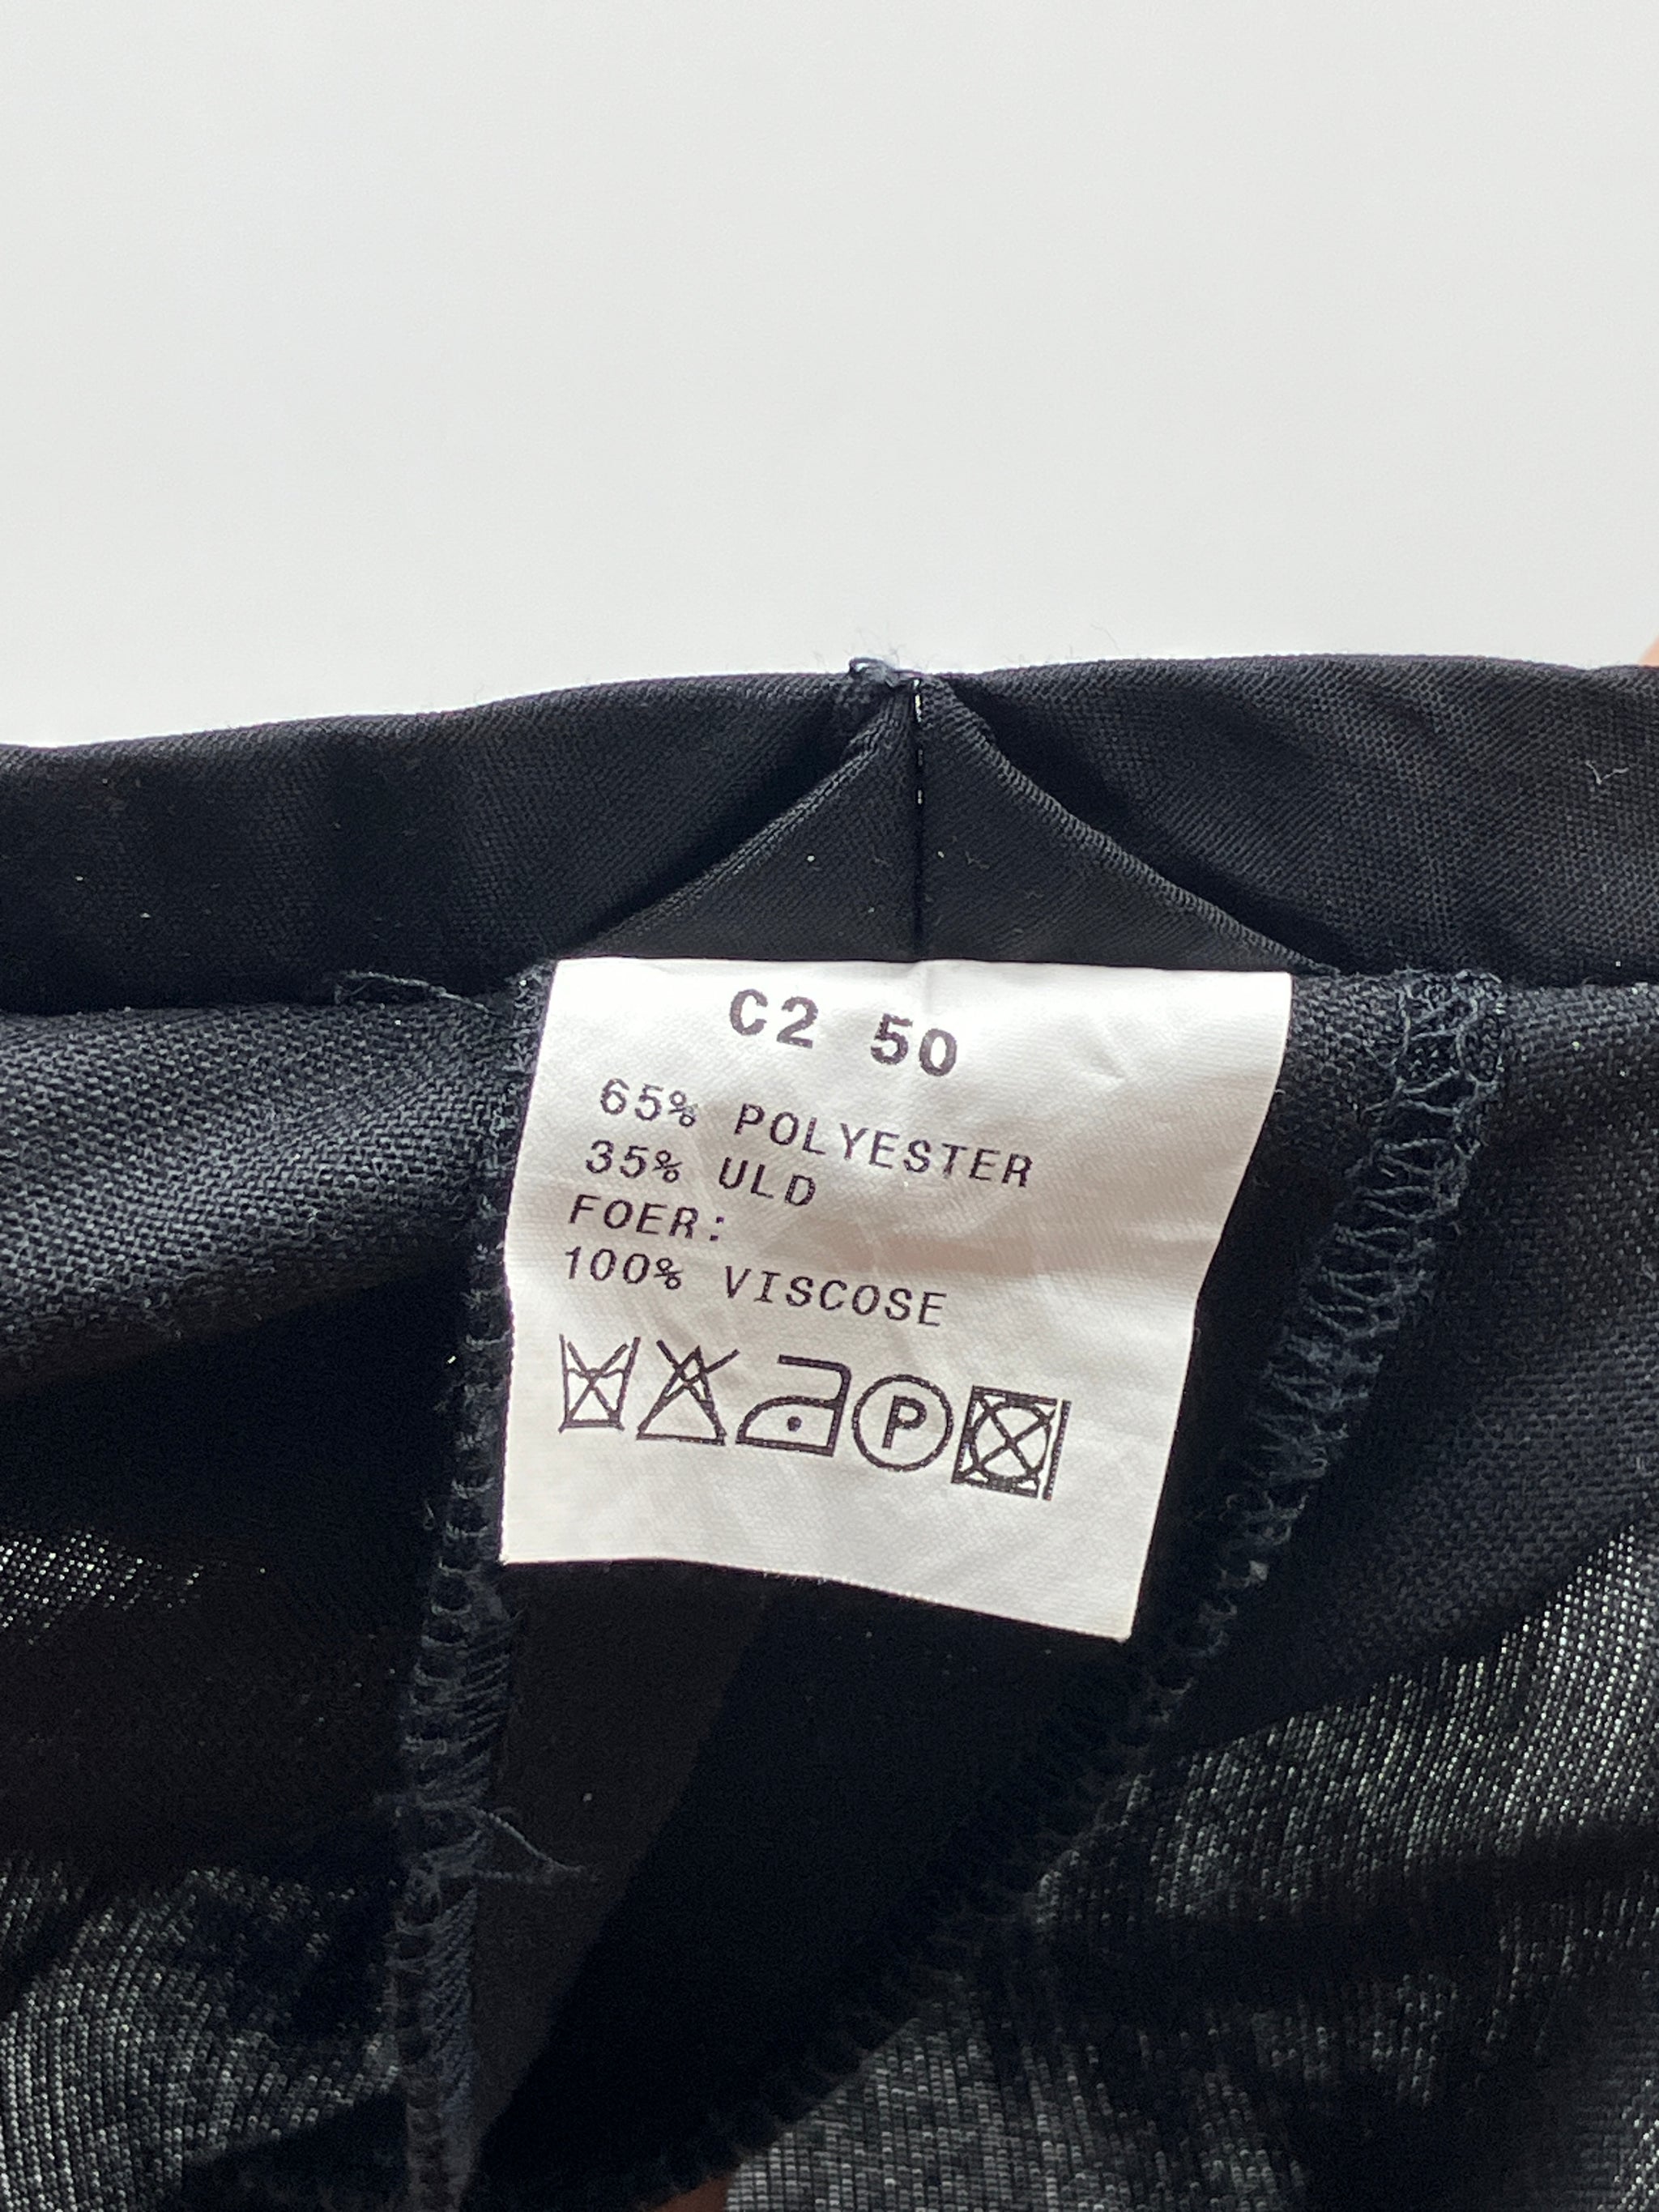 C2 50
65% POLYESTER
35% ULD
FOER:
100% VISCOSE
P